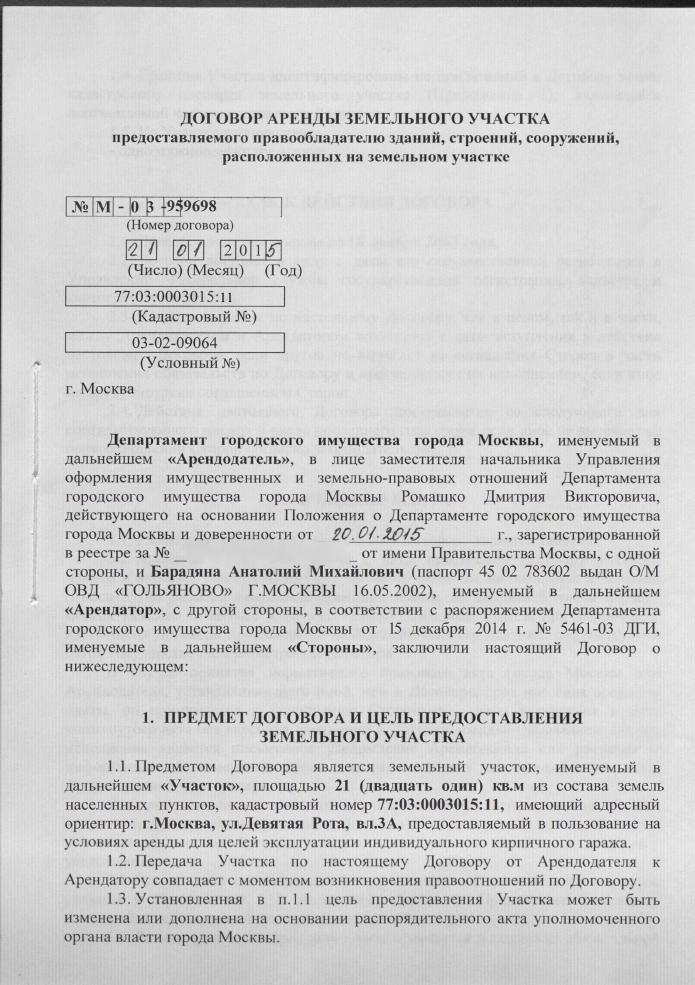 ДОГОВОР АРЕНДЫ ЗЕМЕЛЬНОГО УЧАСТКА
предоставляемого правообладателю зданий, строений, сооружений,
расположенных на земельном участке
№ М - 0 3 -959698
(Номер договора)
21 01 2015
(Число) (Месяц) (Год)
77:03:0003015:11
(Кадастровый №)
03-02-09064
(Условный №)
г. Москва
Департамент городского имущества города Москвы, именуемый в
дальнейшем «Арендодатель», в лице заместителя начальника Управления
оформления имущественных и земельно-правовых отношений Департамента
городского имущества города Москвы Ромашко Дмитрия Викторовича,
действующего на основании Положения о Департаменте городского имущества
города Москвы и доверенности от 20.01.2015 г., зарегистрированной
в реестре за № __ _ от имени Правительства Москвы, с одной
стороны, и Барадяна Анатолий Михайлович (паспорт 45 02 783602 выдан О/М
ОВД «ГОЛЬЯНОВО» Г.МОСКВЫ 16.05.2002), именуемый в дальнейшем
«Арендатор», с другой стороны, в соответствии с распоряжением Департамента
городского имущества города Москвы от 15 декабря 2014 г. № 5461-03 ДГИ,
именуемые в дальнейшем «Стороны», заключили настоящий Договор о
нижеследующем:
1. ПРЕДМЕТ ДОГОВОРА И ЦЕЛЬ ПРЕДОСТАВЛЕНИЯ
ЗЕМЕЛЬНОГО УЧАСТКА
1.1. Предметом Договора является земельный участок, именуемый в
дальнейшем «Участок», площадью 21 (двадцать один) кв.м из состава земель
населенных пунктов, кадастровый номер 77:03:0003015:11, имеющий адресный
ориентир: г.Москва, ул.Девятая Рота, вл.3А, предоставляемый в пользование на
условиях аренды для целей эксплуатации индивидуального кирпичного гаража.
1.2. Передача Участка по настоящему Договору от Арендодателя к
Арендатору совпадает с моментом возникновения правоотношений по Договору.
1.3. Установленная в п.1.1 цель предоставления Участка может быть
изменена или дополнена на основании распорядительного акта уполномоченного
органа власти города Москвы.